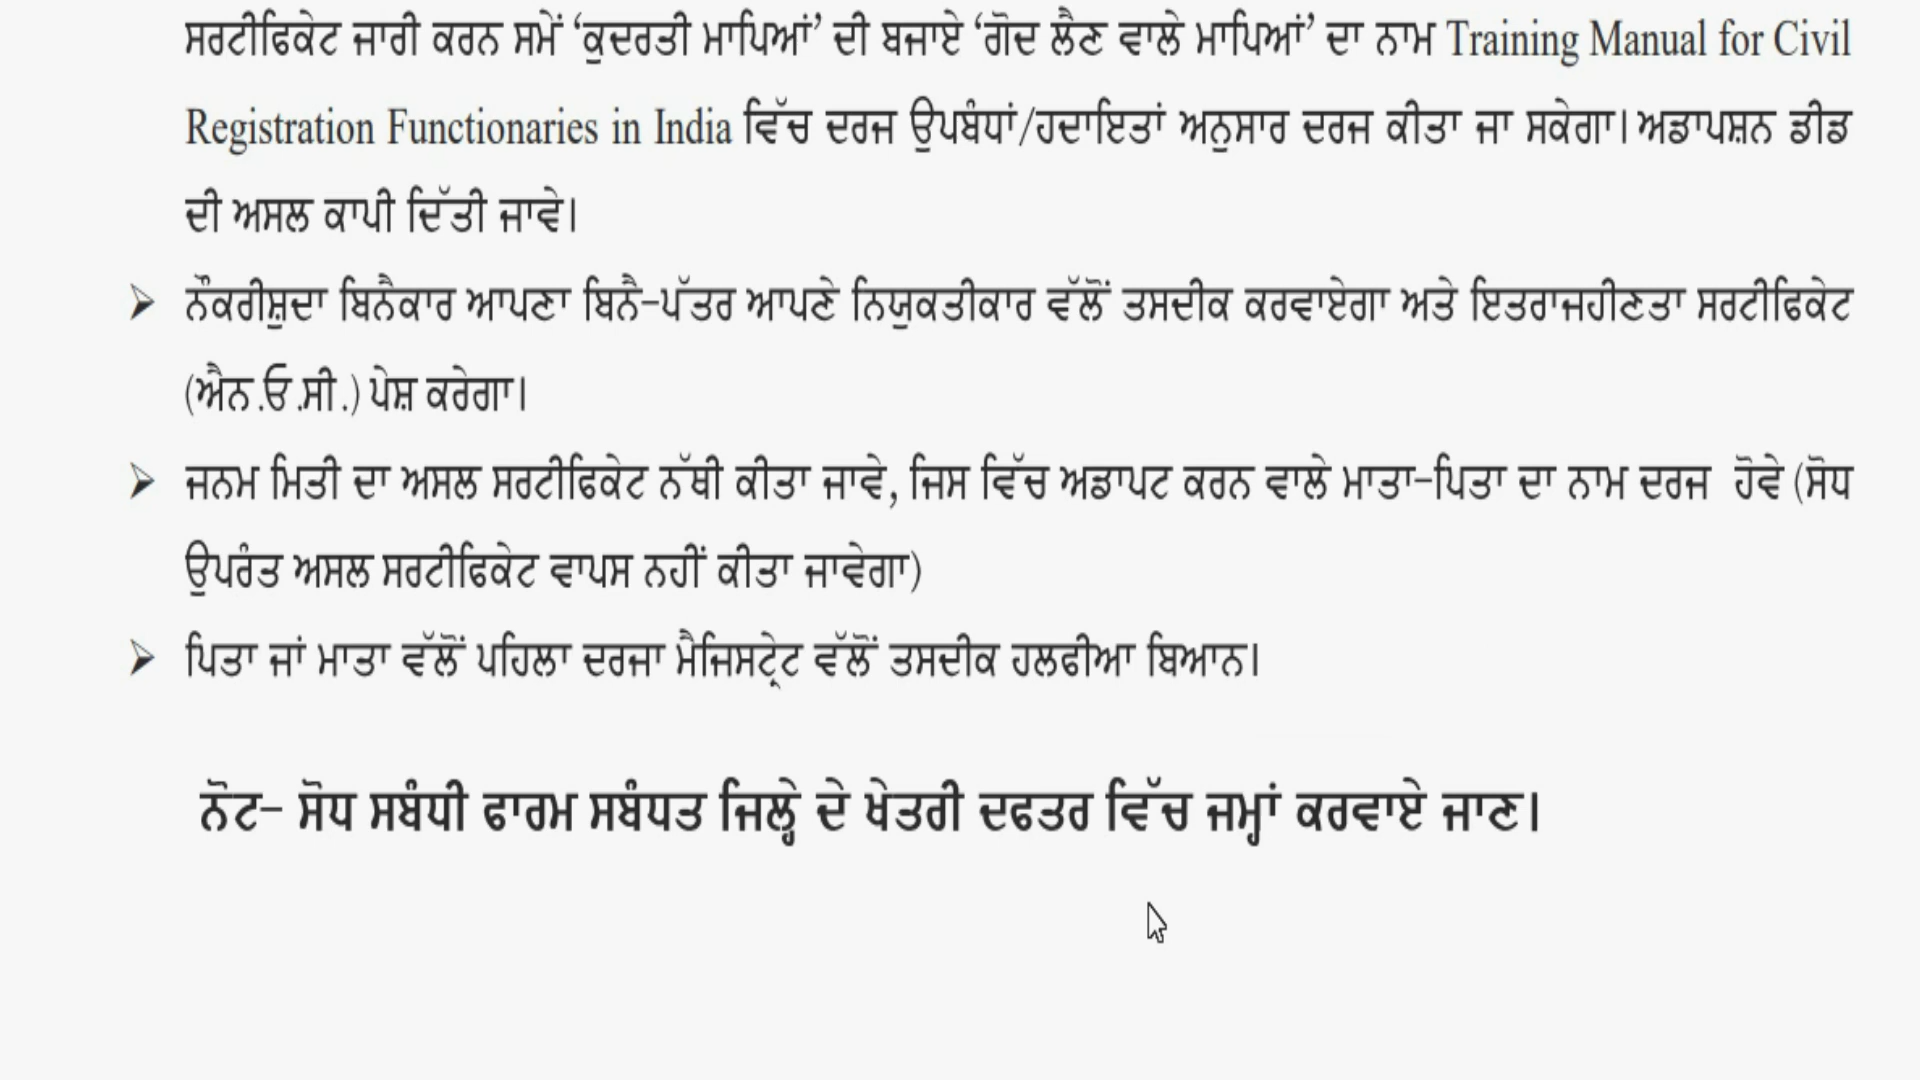 ਸਰਟੀਫਿਕੇਟ ਜਾਰੀ ਕਰਨ ਸਮੇਂ ‘ਕੁਦਰਤੀ ਮਾਪਿਆਂ’ ਦੀ ਬਜਾਏ ‘ਗੋਦ ਲੈਣ ਵਾਲੇ ਮਾਪਿਆਂ’ ਦਾ ਨਾਮ Training Manual for Civil
Registration Functionaries in India ਵਿੱਚ ਦਰਜ ਉਪਬੰਧਾਂ/ਹਦਾਇਤਾਂ ਅਨੁਸਾਰ ਦਰਜ ਕੀਤਾ ਜਾ ਸਕੇਗਾ। ਅਡਾਪਸ਼ਨ ਡੀਡ
ਦੀ ਅਸਲ ਕਾਪੀ ਦਿੱਤੀ ਜਾਵੇ।
➢ ਨੌਕਰੀਸ਼ੁਦਾ ਬਿਨੈਕਾਰ ਆਪਣਾ ਬਿਨੈ-ਪੱਤਰ ਆਪਣੇ ਨਿਯੁਕਤੀਕਾਰ ਵੱਲੋਂ ਤਸਦੀਕ ਕਰਵਾਏਗਾ ਅਤੇ ਇਤਰਾਜਹੀਣਤਾ ਸਰਟੀਫਿਕੇਟ
(ਐਨ.ਓ.ਸੀ.) ਪੇਸ਼ ਕਰੇਗਾ।
➢ ਜਨਮ ਮਿਤੀ ਦਾ ਅਸਲ ਸਰਟੀਫਿਕੇਟ ਨੱਥੀ ਕੀਤਾ ਜਾਵੇ, ਜਿਸ ਵਿੱਚ ਅਡਾਪਟ ਕਰਨ ਵਾਲੇ ਮਾਤਾ-ਪਿਤਾ ਦਾ ਨਾਮ ਦਰਜ ਹੋਵੇ (ਸੋਧ
ਉਪਰੰਤ ਅਸਲ ਸਰਟੀਫਿਕੇਟ ਵਾਪਸ ਨਹੀਂ ਕੀਤਾ ਜਾਵੇਗਾ)
➢ ਪਿਤਾ ਜਾਂ ਮਾਤਾ ਵੱਲੋਂ ਪਹਿਲਾ ਦਰਜਾ ਮੈਜਿਸਟ੍ਰੇਟ ਵੱਲੋਂ ਤਸਦੀਕ ਹਲਫੀਆ ਬਿਆਨ।
ਨੋਟ- ਸੋਧ ਸਬੰਧੀ ਫਾਰਮ ਸਬੰਧਤ ਜਿਲ੍ਹੇ ਦੇ ਖੇਤਰੀ ਦਫਤਰ ਵਿੱਚ ਜਮ੍ਹਾਂ ਕਰਵਾਏ ਜਾਣ।